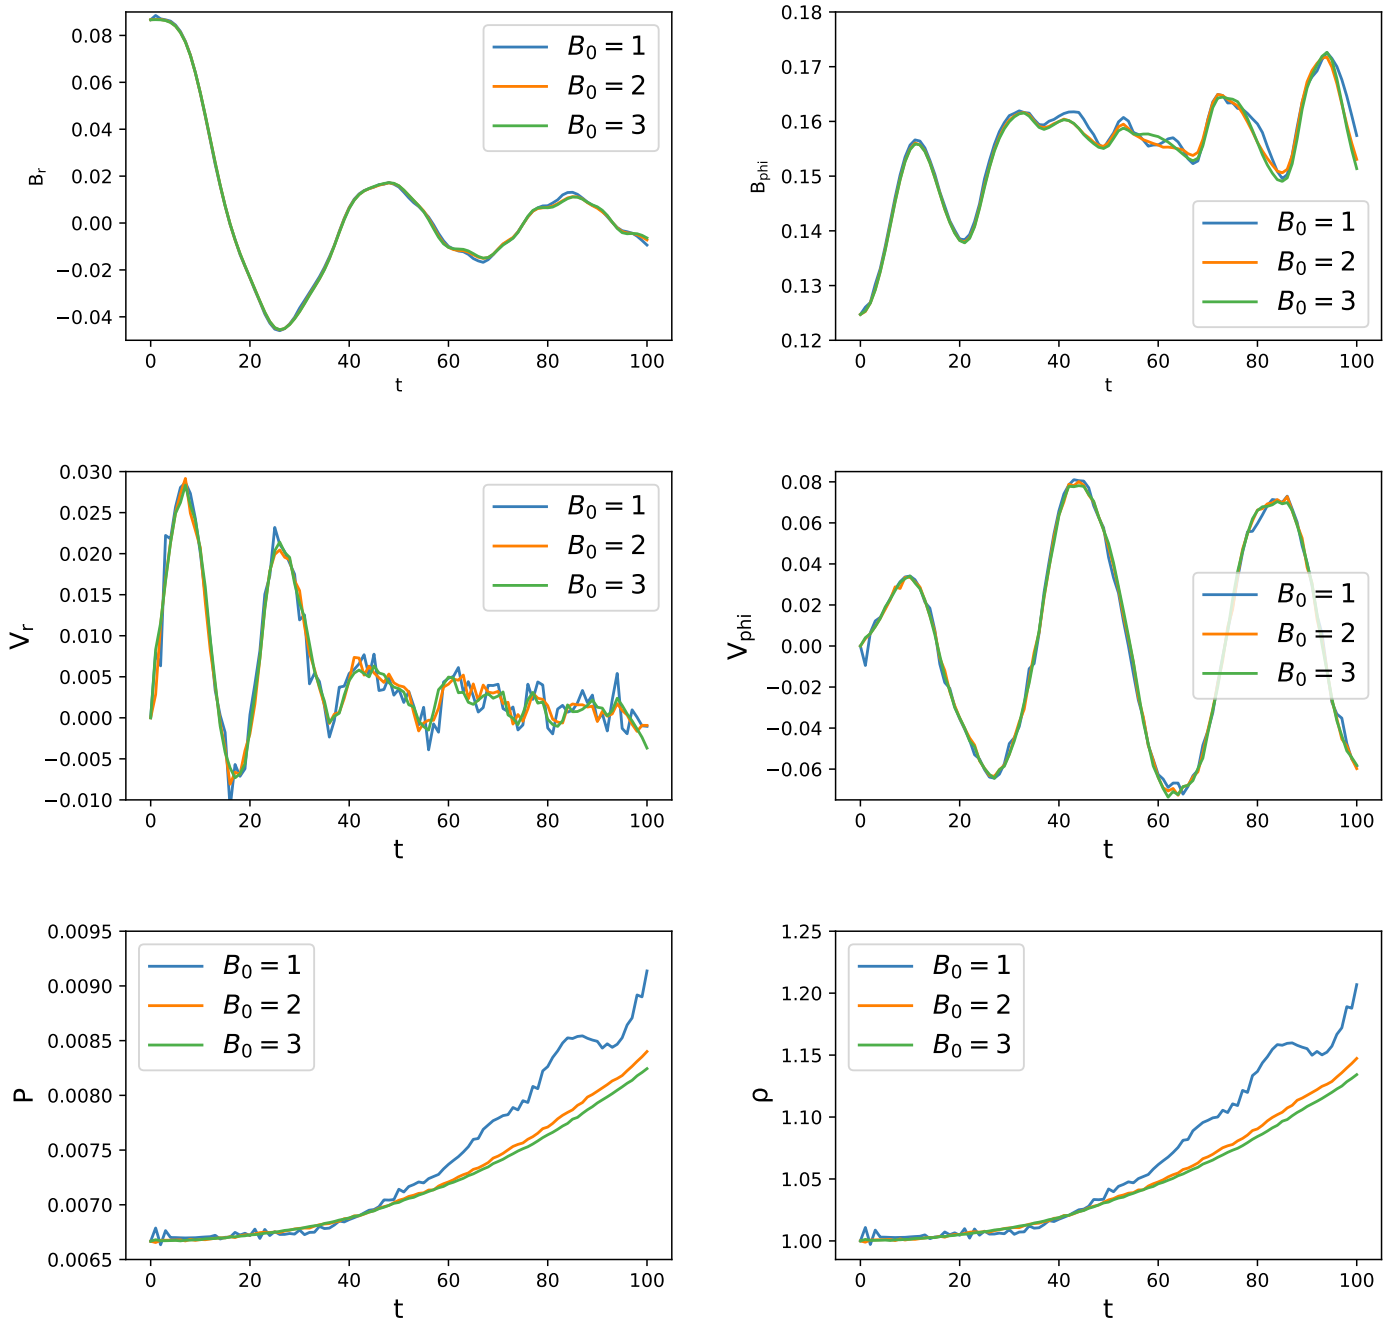 0.08
0.06
0.04
0.02
0.00
−0.02
−0.04
B_r
0 20 40 60 80 100
t
B_0 = 1
B_0 = 2
B_0 = 3
0.18
0.17
0.16
0.15
0.14
0.13
0.12
B_phi
0 20 40 60 80 100
t
B_0 = 1
B_0 = 2
B_0 = 3
0.030
0.025
0.020
0.015
0.010
0.005
0.000
−0.005
−0.010
V_r
0 20 40 60 80 100
t
B_0 = 1
B_0 = 2
B_0 = 3
0.08
0.06
0.04
0.02
0.00
−0.02
−0.04
−0.06
V_phi
0 20 40 60 80 100
t
B_0 = 1
B_0 = 2
B_0 = 3
0.0095
0.0090
0.0085
0.0080
0.0075
0.0070
0.0065
P
0 20 40 60 80 100
t
B_0 = 1
B_0 = 2
B_0 = 3
1.25
1.20
1.15
1.10
1.05
1.00
ρ
0 20 40 60 80 100
t
B_0 = 1
B_0 = 2
B_0 = 3